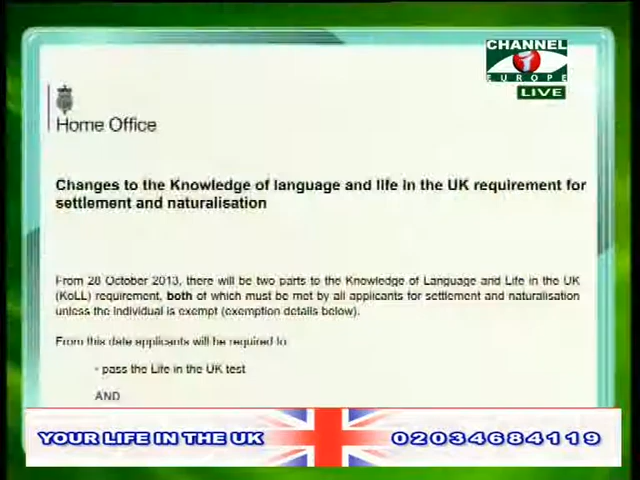 CHANNEL
EUROPE
LIVE
Home Office
Changes to the Knowledge of language and life in the UK requirement for
settlement and naturalisation
From 28 October 2013, there will be two parts to the Knowledge of Language and Life in the UK
(KoLL) requirement, both of which must be met by all applicants for settlement and naturalisation
unless the individual is exempt (exemption details below).
From this date applicants will be required to
- pass the Life in the UK test
AND
YOUR LIFE IN THE UK
02034684119